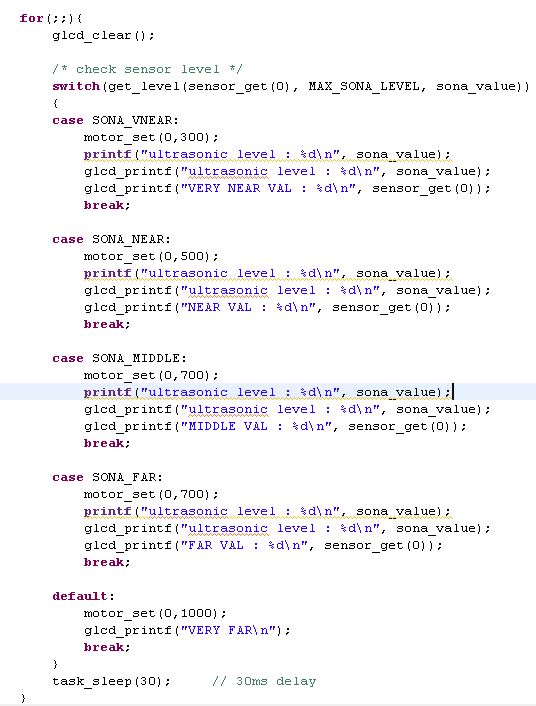 for(;;){
glcd_clear();
/* check sensor level */
switch(get_level(sensor_get(0), MAX_SONA_LEVEL, sona_value))
{
case SONA_VNEAR:
motor_set(0,300);
printf("ultrasonic level : %d\n", sona_value);
glcd_printf("ultrasonic level : %d\n", sona_value);
glcd_printf("VERY NEAR VAL : %d\n", sensor_get(0));
break;
case SONA_NEAR:
motor_set(0,500);
printf("ultrasonic level : %d\n", sona_value);
glcd_printf("ultrasonic level : %d\n", sona_value);
glcd_printf("NEAR VAL : %d\n", sensor_get(0));
break;
case SONA_MIDDLE:
motor_set(0,700);
printf("ultrasonic level : %d\n", sona_value);
glcd_printf("ultrasonic level : %d\n", sona_value);
glcd_printf("MIDDLE VAL : %d\n", sensor_get(0));
break;
case SONA_FAR:
motor_set(0,700);
printf("ultrasonic level : %d\n", sona_value);
glcd_printf("ultrasonic level : %d\n", sona_value);
glcd_printf("FAR VAL : %d\n", sensor_get(0));
break;
default:
motor_set(0,1000);
glcd_printf("VERY FAR\n");
break;
}
task_sleep(30); // 30ms delay
}